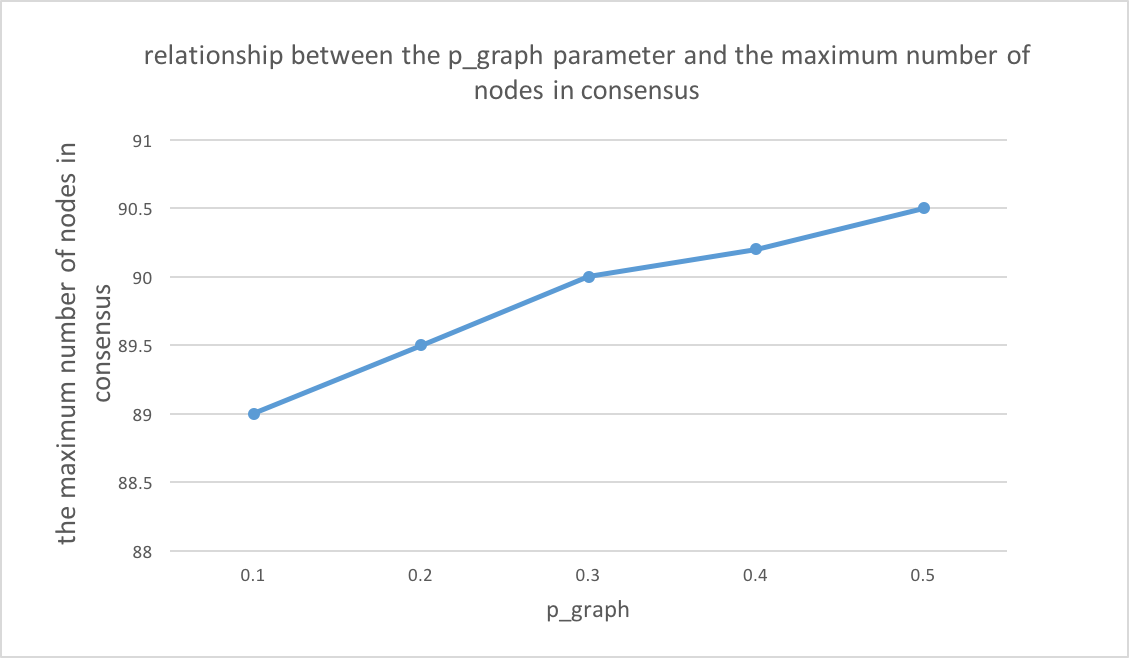 relationship between the p_graph parameter and the maximum number of
nodes in consensus
the maximum number of nodes in
consensus
91
90.5
90
89.5
89
88.5
88
0.1 0.2 0.3 0.4 0.5
p_graph